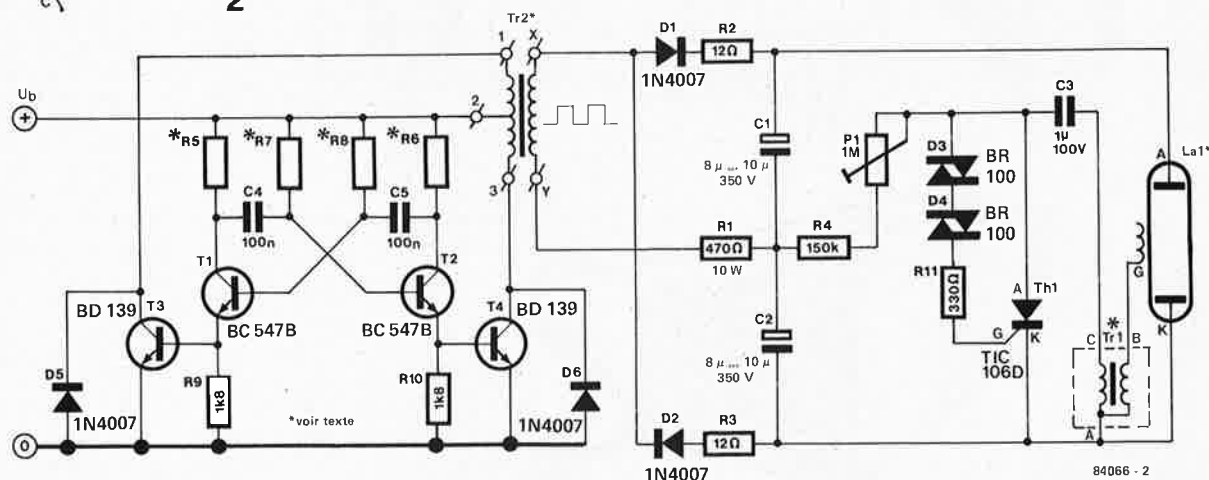 2
Tr2*
1
X
D1
R2
12Ω
1N4007
Ub
+
2
*R5
*R7
*R8
*R6
C4
100n
C5
100n
3
Y
C1
8 µ ... 10 µ
350 V
P1
1M
D3
BR
100
D4
BR
100
C3
1µ
100V
A
La1*
G
K
R1
470Ω
10 W
R4
150k
R11
330Ω
T1
BC 547B
T2
BC 547B
T3
BD 139
T4
BD 139
A
Th1
G
K
TIC
106D
C2
8 µ ... 10 µ
350 V
C
*
Tr1
B
A
D5
1N4007
R9
1k8
*voir texte
R10
1k8
D6
1N4007
D2
1N4007
R3
12Ω
0
84066 - 2